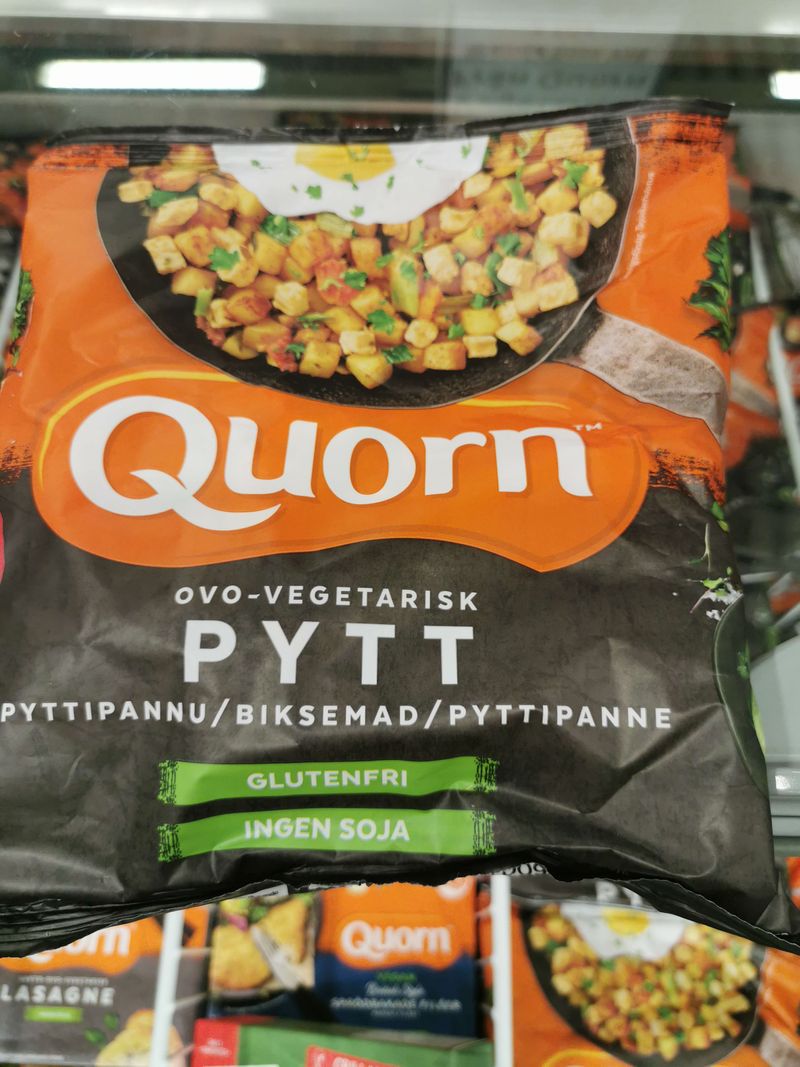 Quorn™
OVO-VEGETARISK
PYTT
PYTTIPANNU/BIKSEMAD/PYTTIPANNE
GLUTENFRI
INGEN SOJA
Quorn
LASAGNE
Quorn